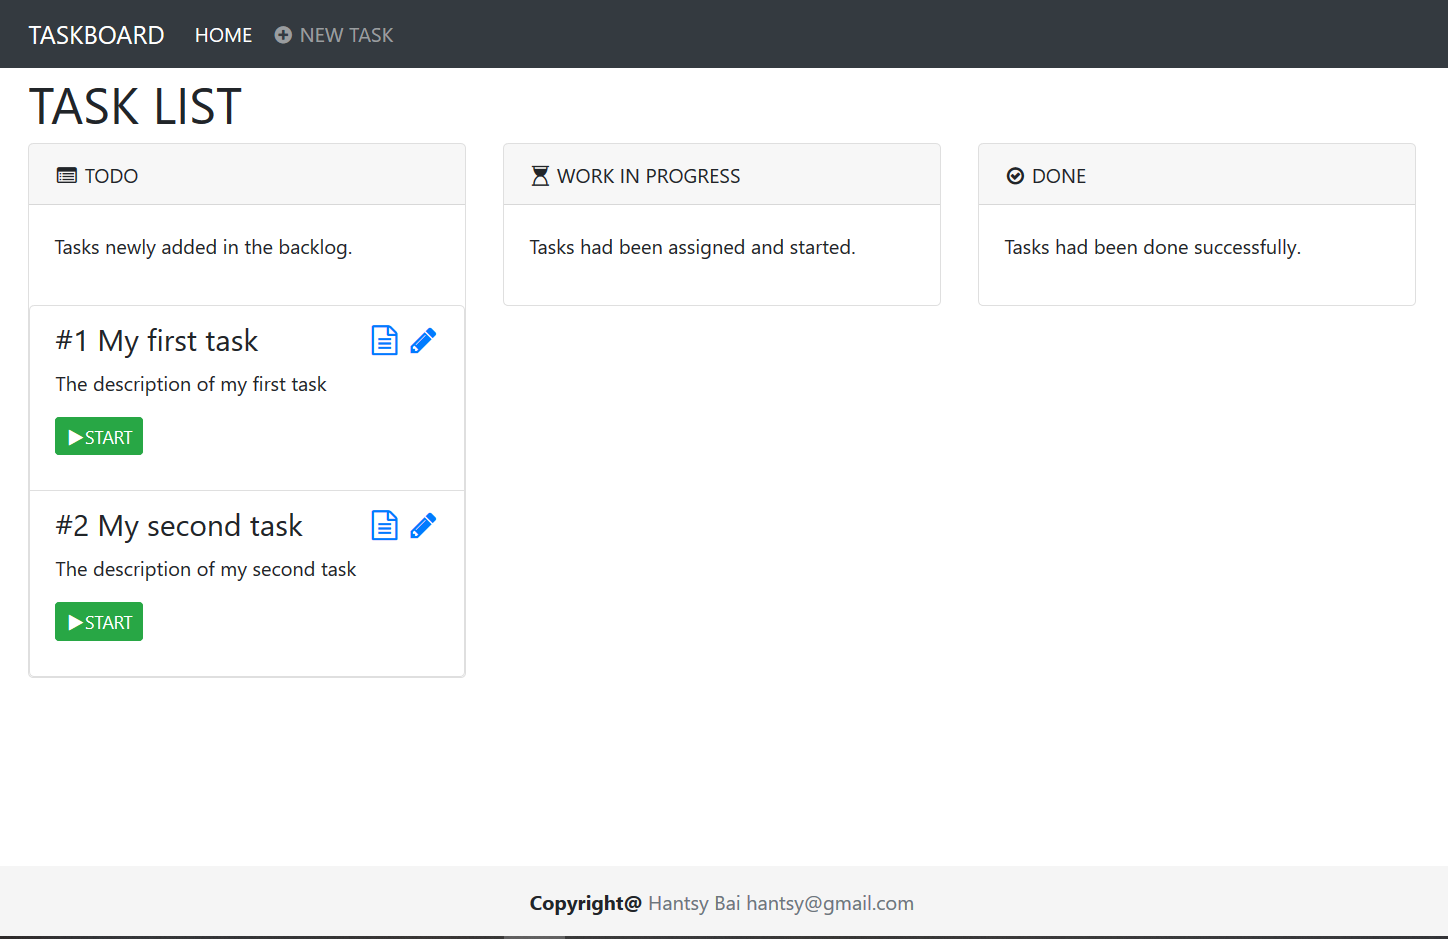 TASKBOARD HOME NEW TASK
TASK LIST
TODO
Tasks newly added in the backlog.
#1 My first task
The description of my first task
START
#2 My second task
The description of my second task
START
WORK IN PROGRESS
Tasks had been assigned and started.
DONE
Tasks had been done successfully.
Copyright@ Hantsy Bai hantsy@gmail.com